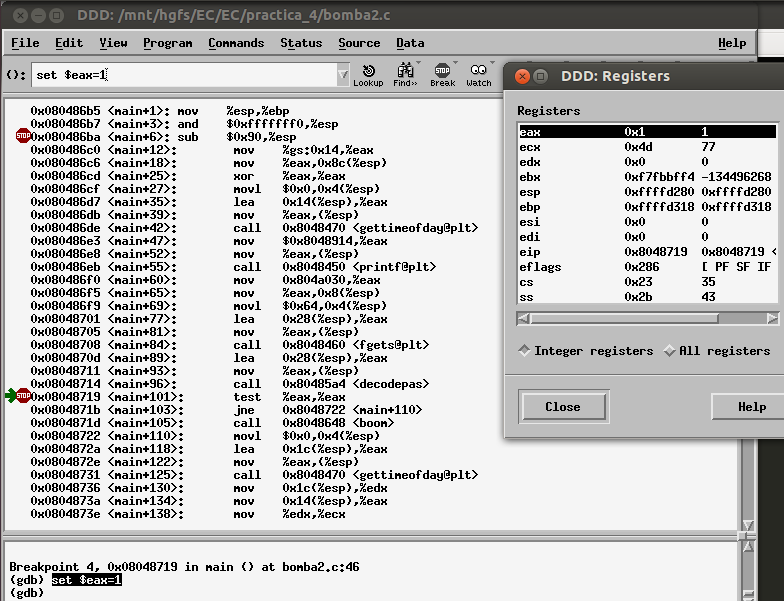 DDD: /mnt/hgfs/EC/EC/practica_4/bomba2.c
File Edit View Program Commands Status Source Data Help
(): set $eax=1
Lookup Find>> Break Watch
0x080486b5 <main+1>: mov %esp,%ebp
0x080486b7 <main+3>: and $0xfffffff0,%esp
STOP 0x080486ba <main+6>: sub $0x90,%esp
0x080486c0 <main+12>: mov %gs:0x14,%eax
0x080486c6 <main+18>: mov %eax,0x8c(%esp)
0x080486cd <main+25>: xor %eax,%eax
0x080486cf <main+27>: movl $0x0,0x4(%esp)
0x080486d7 <main+35>: lea 0x14(%esp),%eax
0x080486db <main+39>: mov %eax,(%esp)
0x080486de <main+42>: call 0x8048470 <gettimeofday@plt>
0x080486e3 <main+47>: mov $0x8048914,%eax
0x080486e8 <main+52>: mov %eax,(%esp)
0x080486eb <main+55>: call 0x8048450 <printf@plt>
0x080486f0 <main+60>: mov 0x804a030,%eax
0x080486f5 <main+65>: mov %eax,0x8(%esp)
0x080486f9 <main+69>: movl $0x64,0x4(%esp)
0x08048701 <main+77>: lea 0x28(%esp),%eax
0x08048705 <main+81>: mov %eax,(%esp)
0x08048708 <main+84>: call 0x8048460 <fgets@plt>
0x0804870d <main+89>: lea 0x28(%esp),%eax
0x08048711 <main+93>: mov %eax,(%esp)
0x08048714 <main+96>: call 0x80485a4 <decodepas>
STOP 0x08048719 <main+101>: test %eax,%eax
0x0804871b <main+103>: jne 0x8048722 <main+110>
0x0804871d <main+105>: call 0x8048648 <boom>
0x08048722 <main+110>: movl $0x0,0x4(%esp)
0x0804872a <main+118>: lea 0x1c(%esp),%eax
0x0804872e <main+122>: mov %eax,(%esp)
0x08048731 <main+125>: call 0x8048470 <gettimeofday@plt>
0x08048736 <main+130>: mov 0x1c(%esp),%edx
0x0804873a <main+134>: mov 0x14(%esp),%eax
0x0804873e <main+138>: mov %edx,%ecx
DDD: Registers
Registers
eax 0x1 1
ecx 0x4d 77
edx 0x0 0
ebx 0xf7fbbff4 -134496268
esp 0xffffd280 0xffffd280
ebp 0xffffd318 0xffffd318
esi 0x0 0
edi 0x0 0
eip 0x8048719 0x8048719 <
eflags 0x286 [ PF SF IF
cs 0x23 35
ss 0x2b 43
Integer registers All registers
Close Help
Breakpoint 4, 0x08048719 in main () at bomba2.c:46
(gdb) set $eax=1
(gdb)